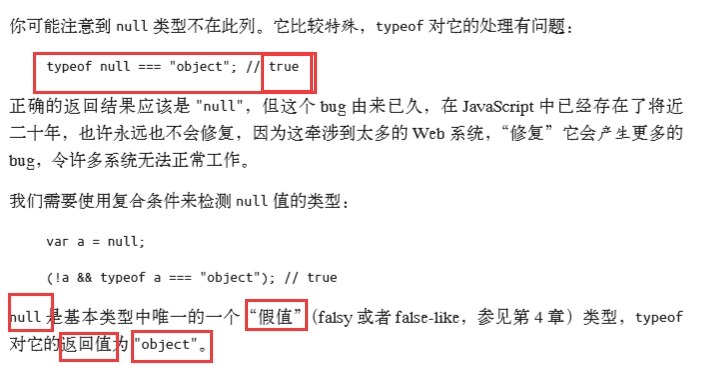 你可能注意到 null 类型不在此列。它比较特殊，typeof 对它的处理有问题：
typeof null === "object"; // true
正确的返回结果应该是 "null"，但这个 bug 由来已久，在 JavaScript 中已经存在了将近
二十年，也许永远也不会修复，因为这牵涉到太多的 Web 系统，“修复”它会产生更多的
bug，令许多系统无法正常工作。
我们需要使用复合条件来检测 null 值的类型：
var a = null;
(!a && typeof a === "object"); // true
null 是基本类型中唯一的一个“假值”（falsy 或者 false-like，参见第 4 章）类型，typeof
对它的返回值为 "object"。